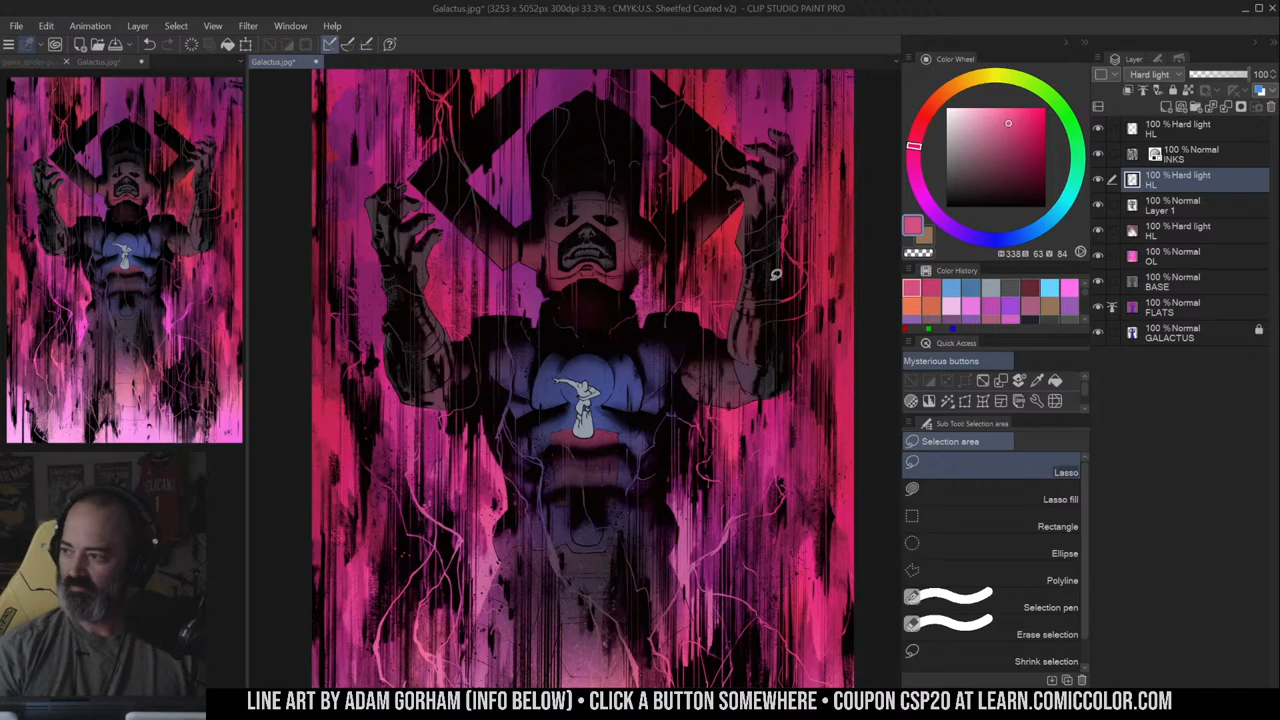 Galactus.jpg* (3253 x 5052px 300dpi 33.3% : CMYK:U.S. Sheetfed Coated v2) - CLIP STUDIO PAINT PRO
File Edit Animation Layer Select View Filter Window Help
Galactus.jpg*
Galactus.jpg*
Color Wheel
338 S 63 V 84
Color History
Quick Access
Mysterious buttons
Sub Tool: Selection area
Selection area
Lasso
Lasso fill
Rectangle
Ellipse
Polyline
Selection pen
Erase selection
Shrink selection
Layer
Hard light 100
100 % Hard light
HL
100 % Normal
INKS
100 % Hard light
HL
100 % Normal
Layer 1
100 % Hard light
HL
100 % Normal
OL
100 % Normal
BASE
100 % Normal
FLATS
100 % Normal
GALACTUS
LINE ART BY ADAM GORHAM (INFO BELOW) • CLICK A BUTTON SOMEWHERE • COUPON CSP20 AT LEARN.COMICCOLOR.COM